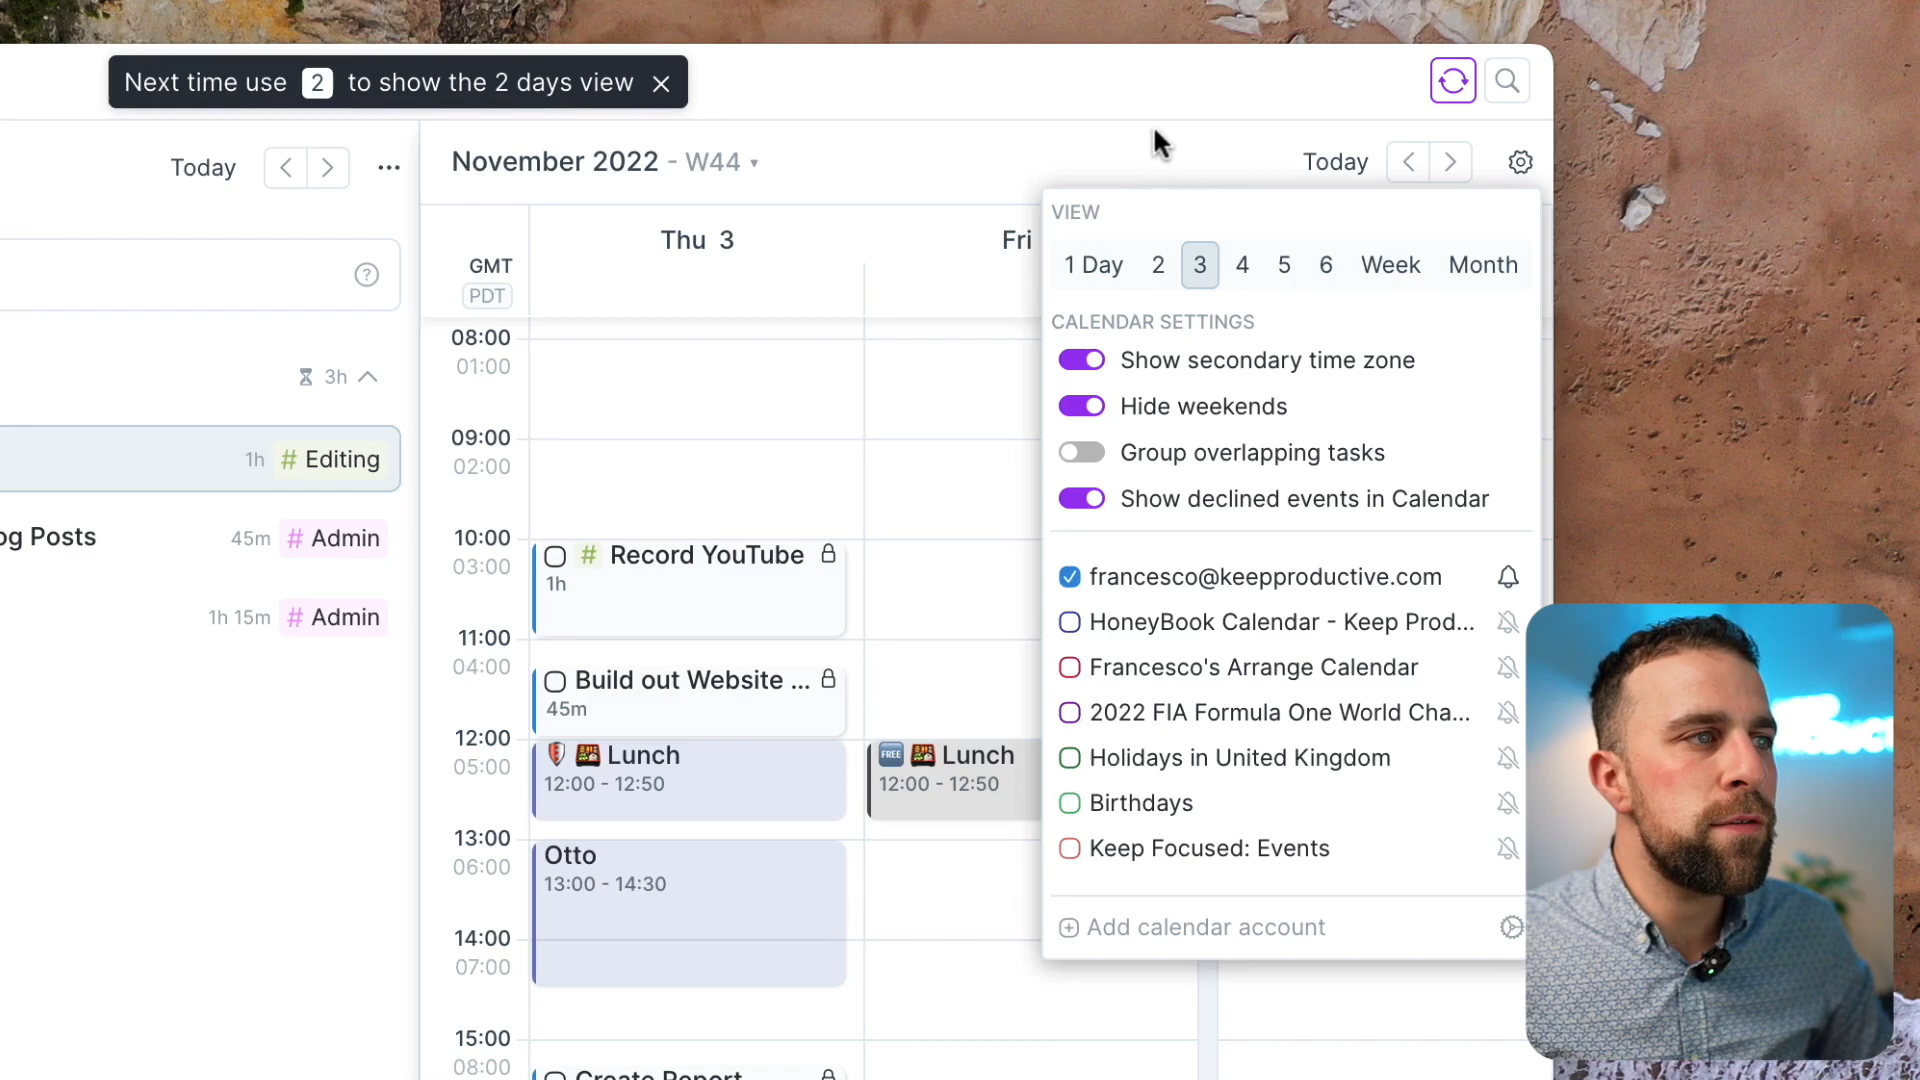 Next time use 2 to show the 2 days view
Today
3h
1h # Editing
og Posts 45m # Admin
1h 15m # Admin
November 2022 - W44
Today
Thu 3
Fri
GMT
PDT
08:00
01:00
09:00
02:00
10:00
03:00
11:00
04:00
12:00
05:00
13:00
06:00
14:00
07:00
15:00
08:00
# Record YouTube
1h
Build out Website ...
45m
Lunch
12:00 - 12:50
Otto
13:00 - 14:30
Create Report
FREE Lunch
12:00 - 12:50
VIEW
1 Day 2 3 4 5 6 Week Month
CALENDAR SETTINGS
Show secondary time zone
Hide weekends
Group overlapping tasks
Show declined events in Calendar
francesco@keepproductive.com
HoneyBook Calendar - Keep Prod...
Francesco's Arrange Calendar
2022 FIA Formula One World Cha...
Holidays in United Kingdom
Birthdays
Keep Focused: Events
Add calendar account